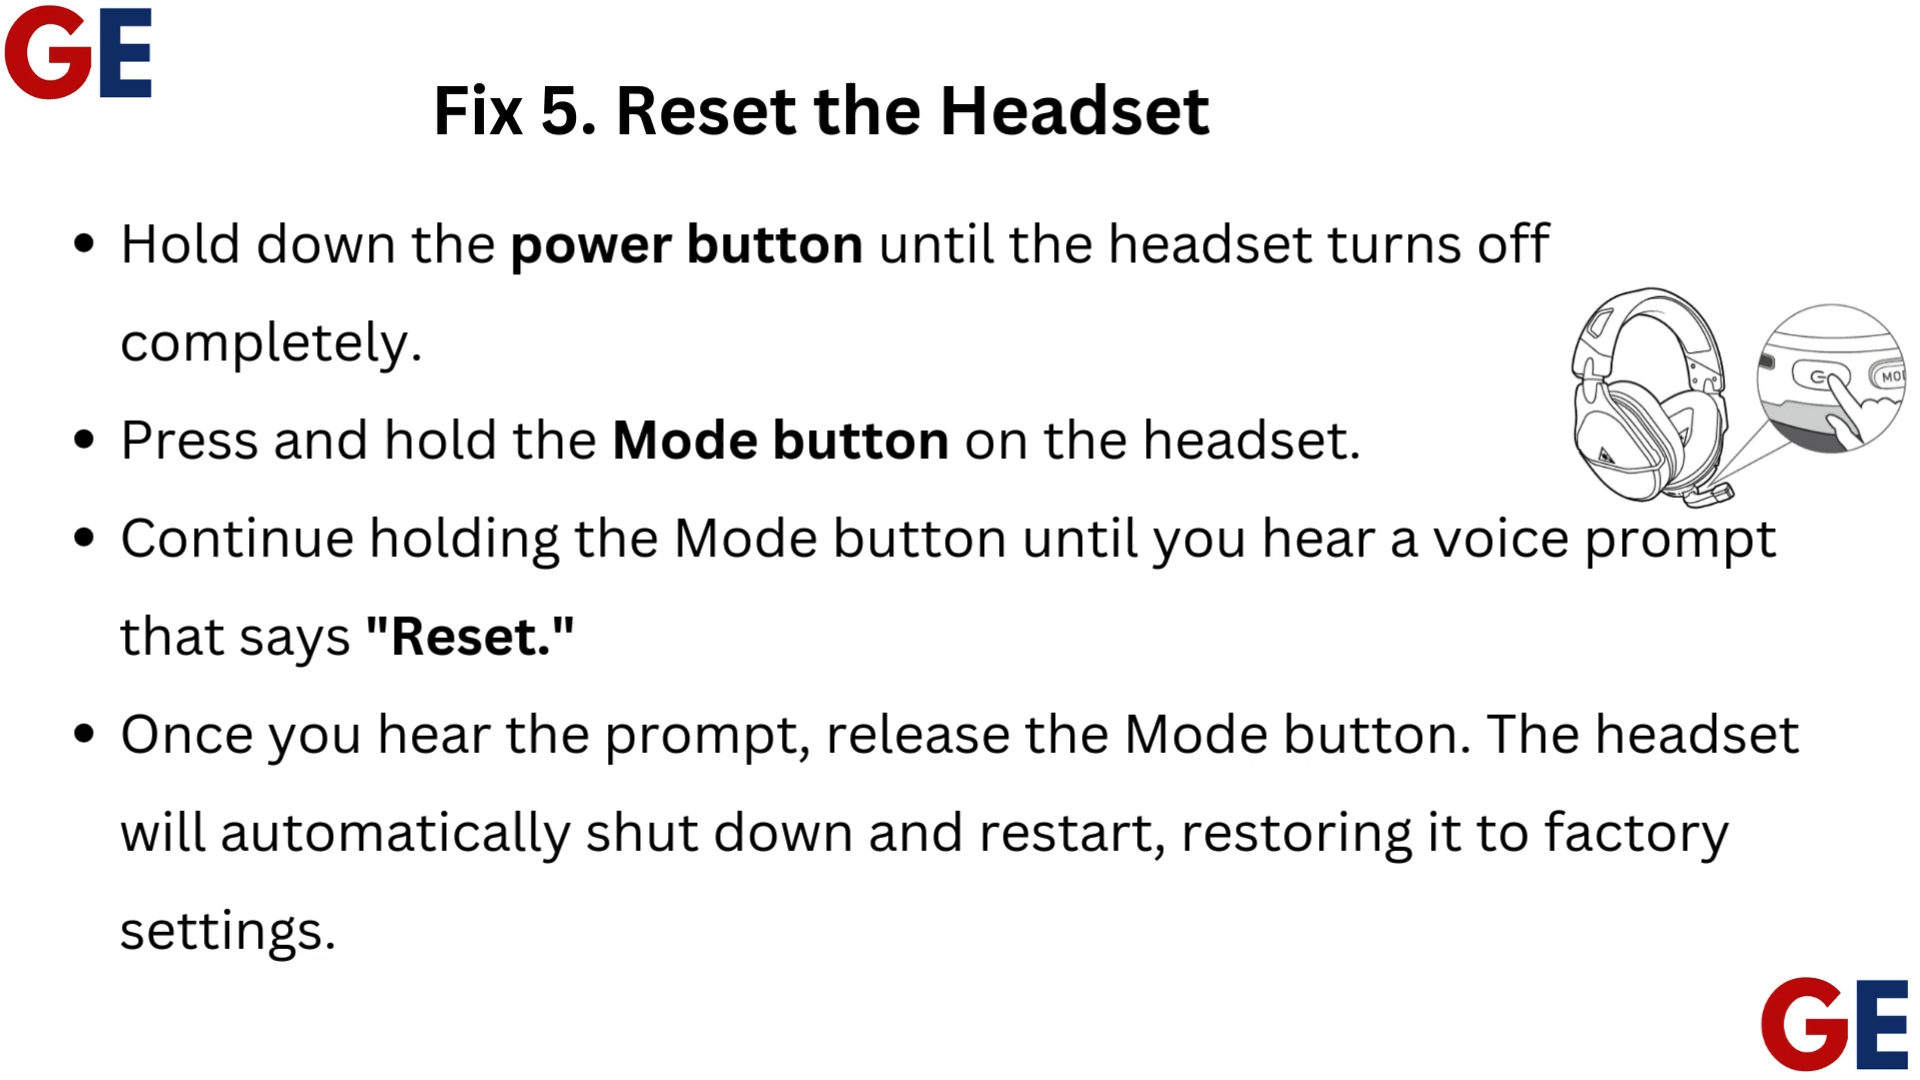 GE
Fix 5. Reset the Headset
• Hold down the power button until the headset turns off
completely.
• Press and hold the Mode button on the headset.
• Continue holding the Mode button until you hear a voice prompt
that says "Reset."
• Once you hear the prompt, release the Mode button. The headset
will automatically shut down and restart, restoring it to factory
settings.
MO
GE